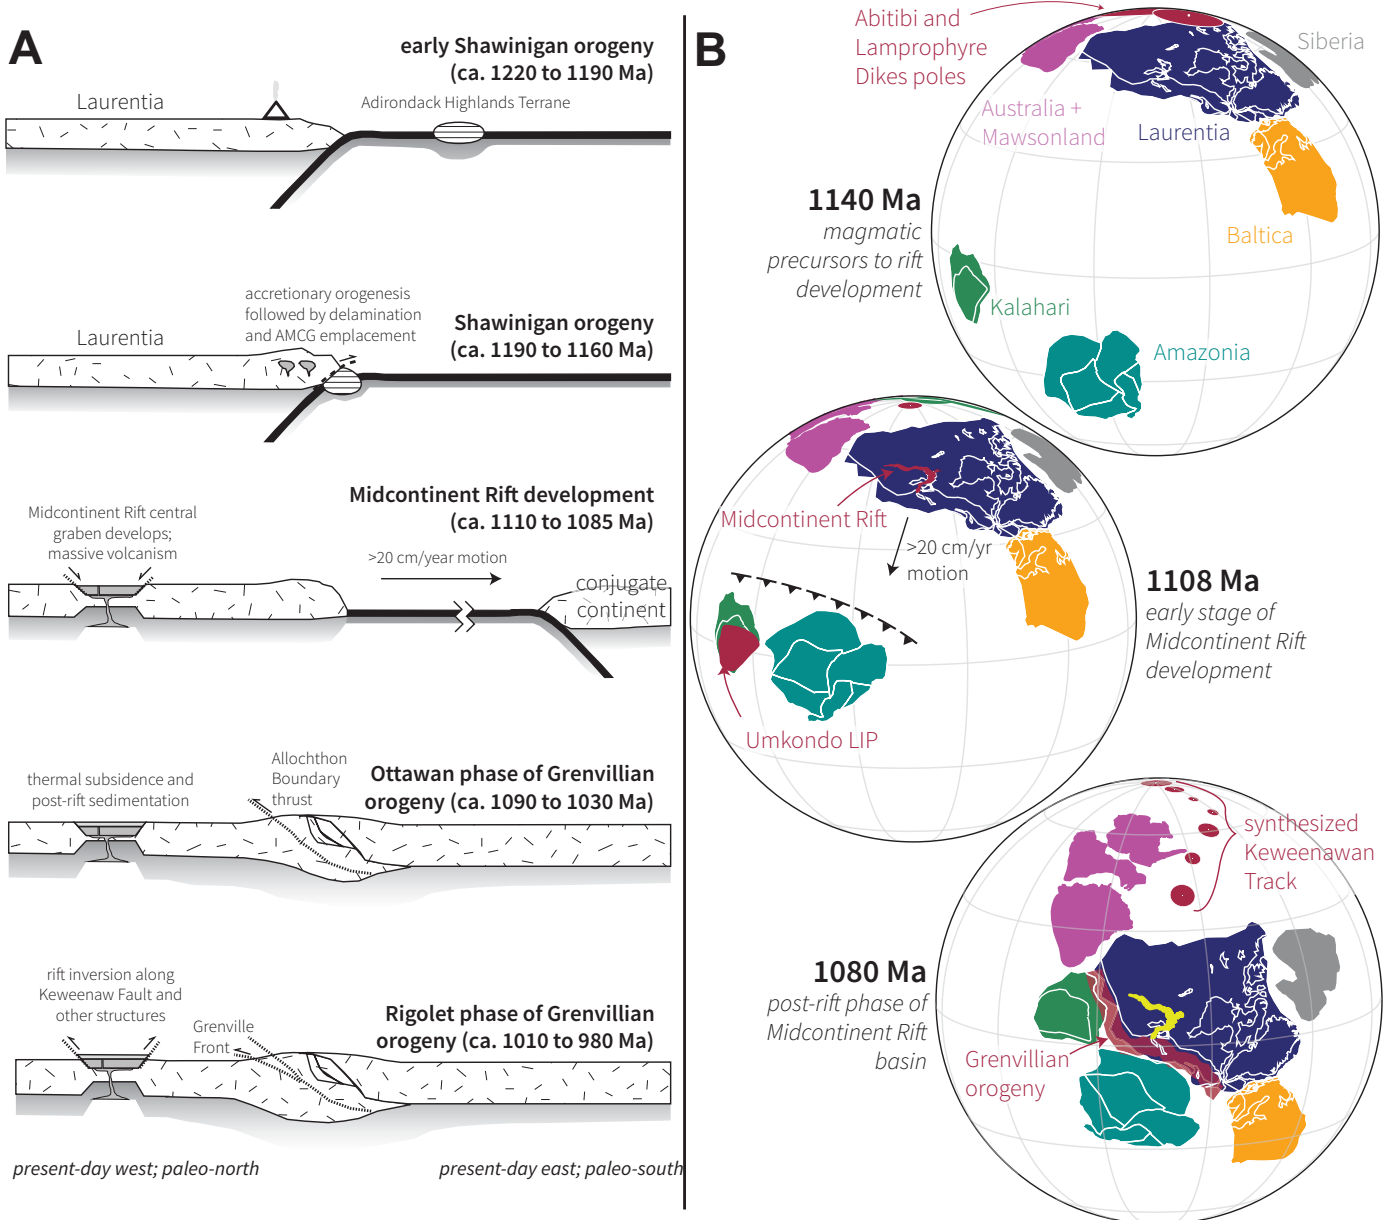 A
early Shawinigan orogeny
(ca. 1220 to 1190 Ma)
Laurentia
Adirondack Highlands Terrane
accretionary orogenesis
followed by delamination
and AMCG emplacement
Laurentia
Shawinigan orogeny
(ca. 1190 to 1160 Ma)
Midcontinent Rift development
(ca. 1110 to 1085 Ma)
Midcontinent Rift central
graben develops;
massive volcanism
>20 cm/year motion
conjugate
continent
Allochthon
Boundary
thrust
Ottawan phase of Grenvillian
orogeny (ca. 1090 to 1030 Ma)
thermal subsidence and
post-rift sedimentation
rift inversion along
Keweenaw Fault and
other structures
Grenville
Front
Rigolet phase of Grenvillian
orogeny (ca. 1010 to 980 Ma)
present-day west; paleo-north
present-day east; paleo-south
B
Abitibi and
Lamprophyre
Dikes poles
Siberia
Australia +
Mawsonland
Laurentia
1140 Ma
magmatic
precursors to rift
development
Baltica
Kalahari
Amazonia
Midcontinent Rift
>20 cm/yr
motion
1108 Ma
early stage of
Midcontinent Rift
development
Umkondo LIP
synthesized
Keweenawan
Track
1080 Ma
post-rift phase of
Midcontinent Rift
basin
Grenvillian
orogeny